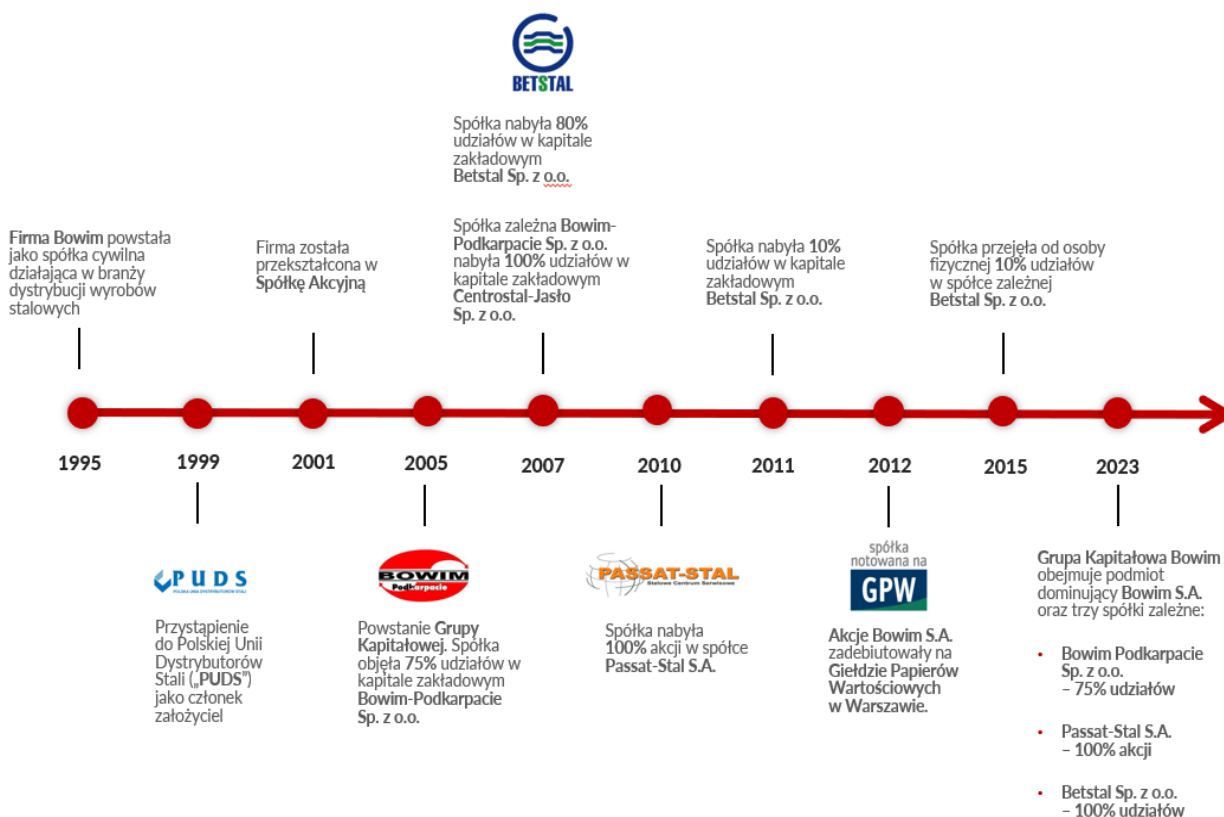 BETSTAL
Spółka nabyła 80%
udziałów w kapitale
zakładowym
Betstal Sp. z o.o.
Firma Bowim powstała
jako spółka cywilna
działająca w branży
dystrybucji wyrobów
stalowych
Firma została
przekształcona w
Spółkę Akcyjną
Spółka zależna Bowim-
Podkarpacie Sp. z o.o.
nabyła 100% udziałów w
kapitale zakładowym
Centrostal-Jasło
Sp. z o.o.
Spółka nabyła 10%
udziałów w kapitale
zakładowym
Betstal Sp. z o.o.
Spółka przejęła od osoby
fizycznej 10% udziałów
w spółce zależnej
Betstal Sp. z o.o.
1995
1999
2001
2005
2007
2010
2011
2012
2015
2023
PUDS
POLSKA UNIA DYSTRYBUTORÓW STALI
Przystąpienie
do Polskiej Unii
Dystrybutorów
Stali („PUDS”)
jako członek
założyciel
BOWIM
Podkarpacie
Powstanie Grupy
Kapitałowej. Spółka
objęła 75% udziałów w
kapitale zakładowym
Bowim-Podkarpacie
Sp. z o.o.
PASSAT-STAL
Stalowe Centrum Serwisowe
Spółka nabyła
100% akcji w spółce
Passat-Stal S.A.
spółka
notowana na
GPW
Akcje Bowim S.A.
zadebiutowały na
Giełdzie Papierów
Wartościowych
w Warszawie.
Grupa Kapitałowa Bowim
obejmuje podmiot
dominujący Bowim S.A.
oraz trzy spółki zależne:
• Bowim Podkarpacie
Sp. z o.o.
– 75% udziałów
• Passat-Stal S.A.
– 100% akcji
• Betstal Sp. z o.o.
– 100% udziałów